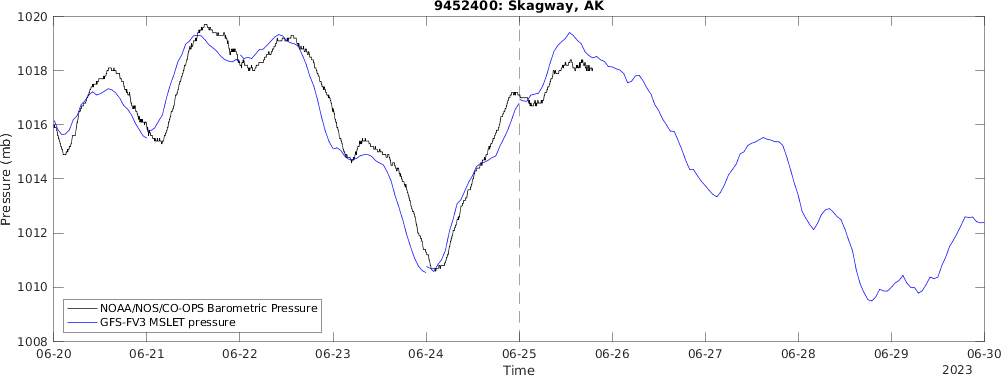 9452400: Skagway, AK
Pressure (mb)
1020
1018
1016
1014
1012
1010
1008
NOAA/NOS/CO-OPS Barometric Pressure
GFS-FV3 MSLET pressure
06-20 06-21 06-22 06-23 06-24 06-25 06-26 06-27 06-28 06-29 06-30
Time
2023